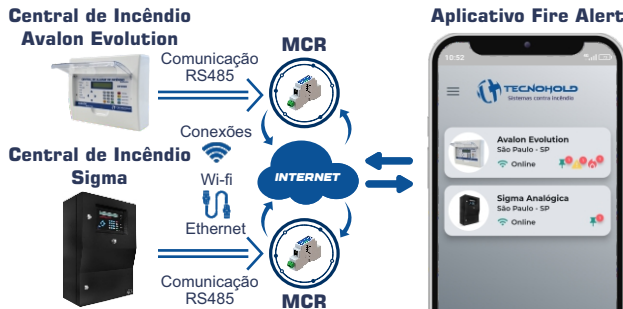 Central de Incêndio
Avalon Evolution
Comunicação
RS485
MCR
Conexões
Wi-fi
Ethernet
INTERNET
Central de Incêndio
Sigma
Comunicação
RS485
MCR
Aplicativo Fire Alert
10:52
TECNOHOLD
Sistemas contra Incêndio
Avalon Evolution
São Paulo - SP
Online
Sigma Analógica
São Paulo - SP
Online